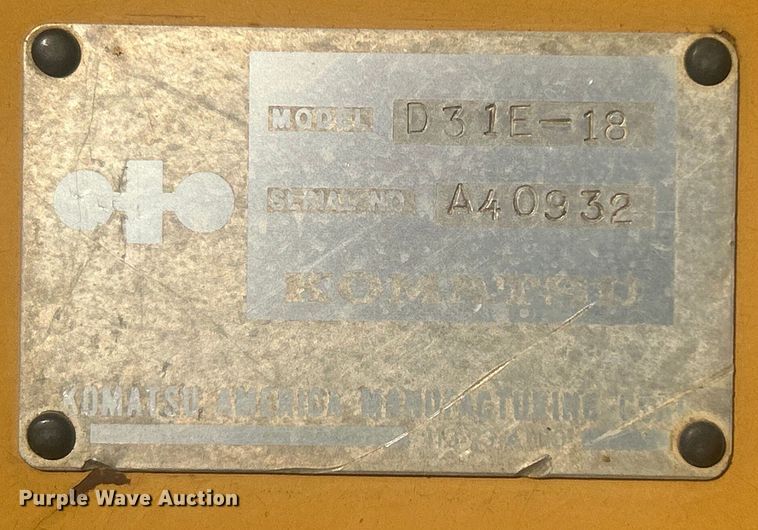 MODEL D31E-18
SERIAL NO. A40932
KOMATSU
KOMATSU AMERICA MANUFACTURING CORP.
Purple Wave Auction